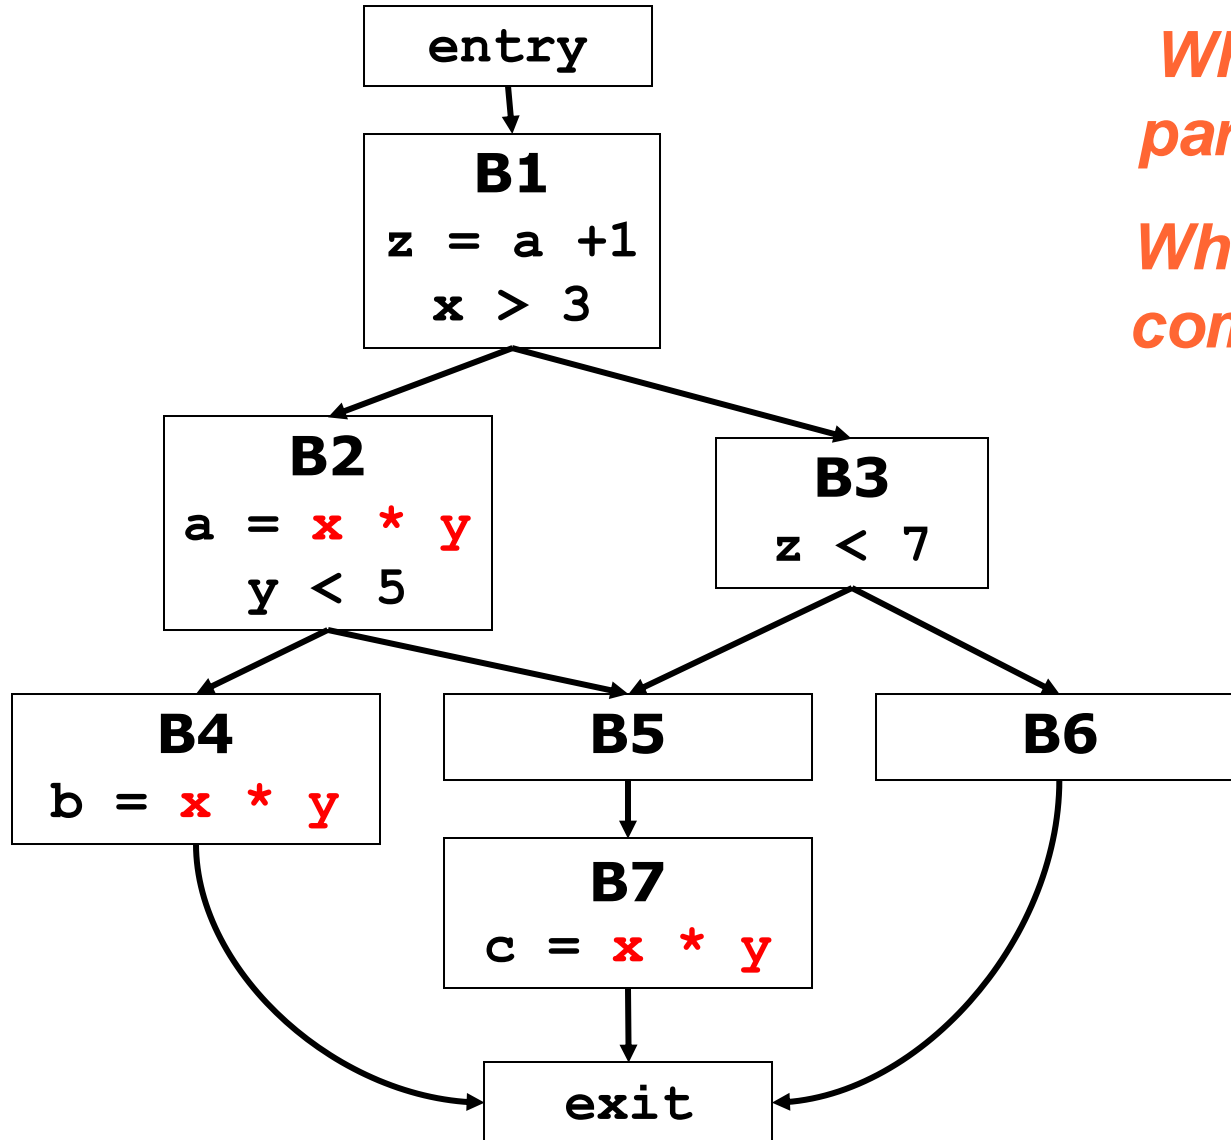 entry
B1
z = a +1
x > 3
B2
a = x * y
y < 5
B3
z < 7
B4
b = x * y
B5
B6
B7
c = x * y
exit